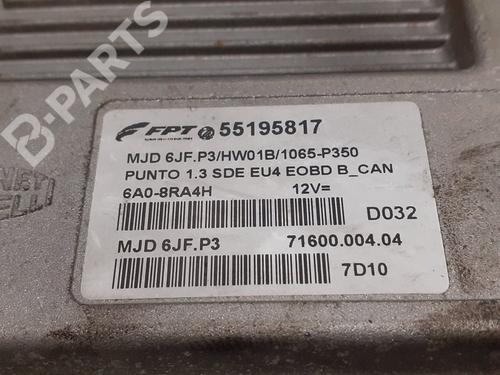 B-PARTS
FPT 55195817
MJD 6JF.P3/HW01B/1065-P350
PUNTO 1.3 SDE EU4 EOBD B_CAN
6A0-8RA4H 12V=
D032
MJD 6JF.P3 71600.004.04
7D10